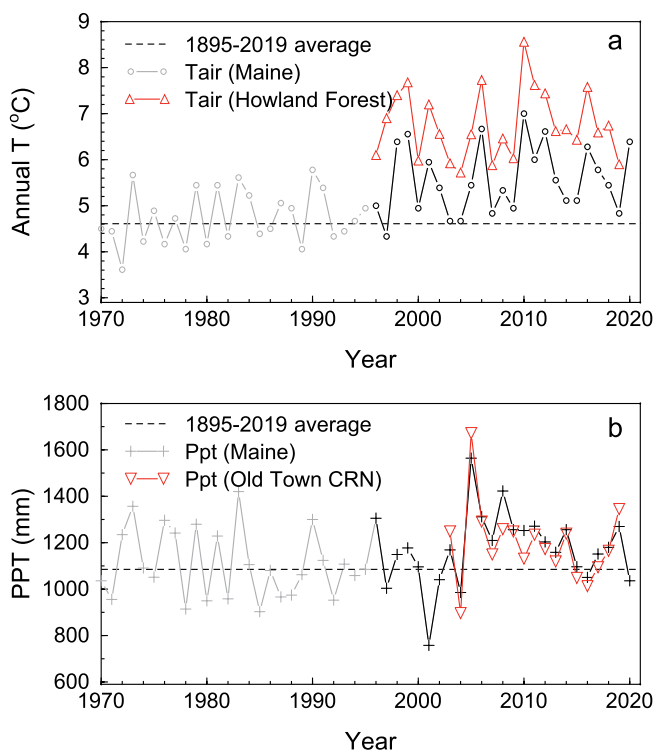 9
8
7
6
5
4
3
Annual T (°C)
a
1895-2019 average
Tair (Maine)
Tair (Howland Forest)
1970 1980 1990 2000 2010 2020
Year
1800
1600
1400
1200
1000
800
600
PPT (mm)
b
1895-2019 average
Ppt (Maine)
Ppt (Old Town CRN)
1970 1980 1990 2000 2010 2020
Year